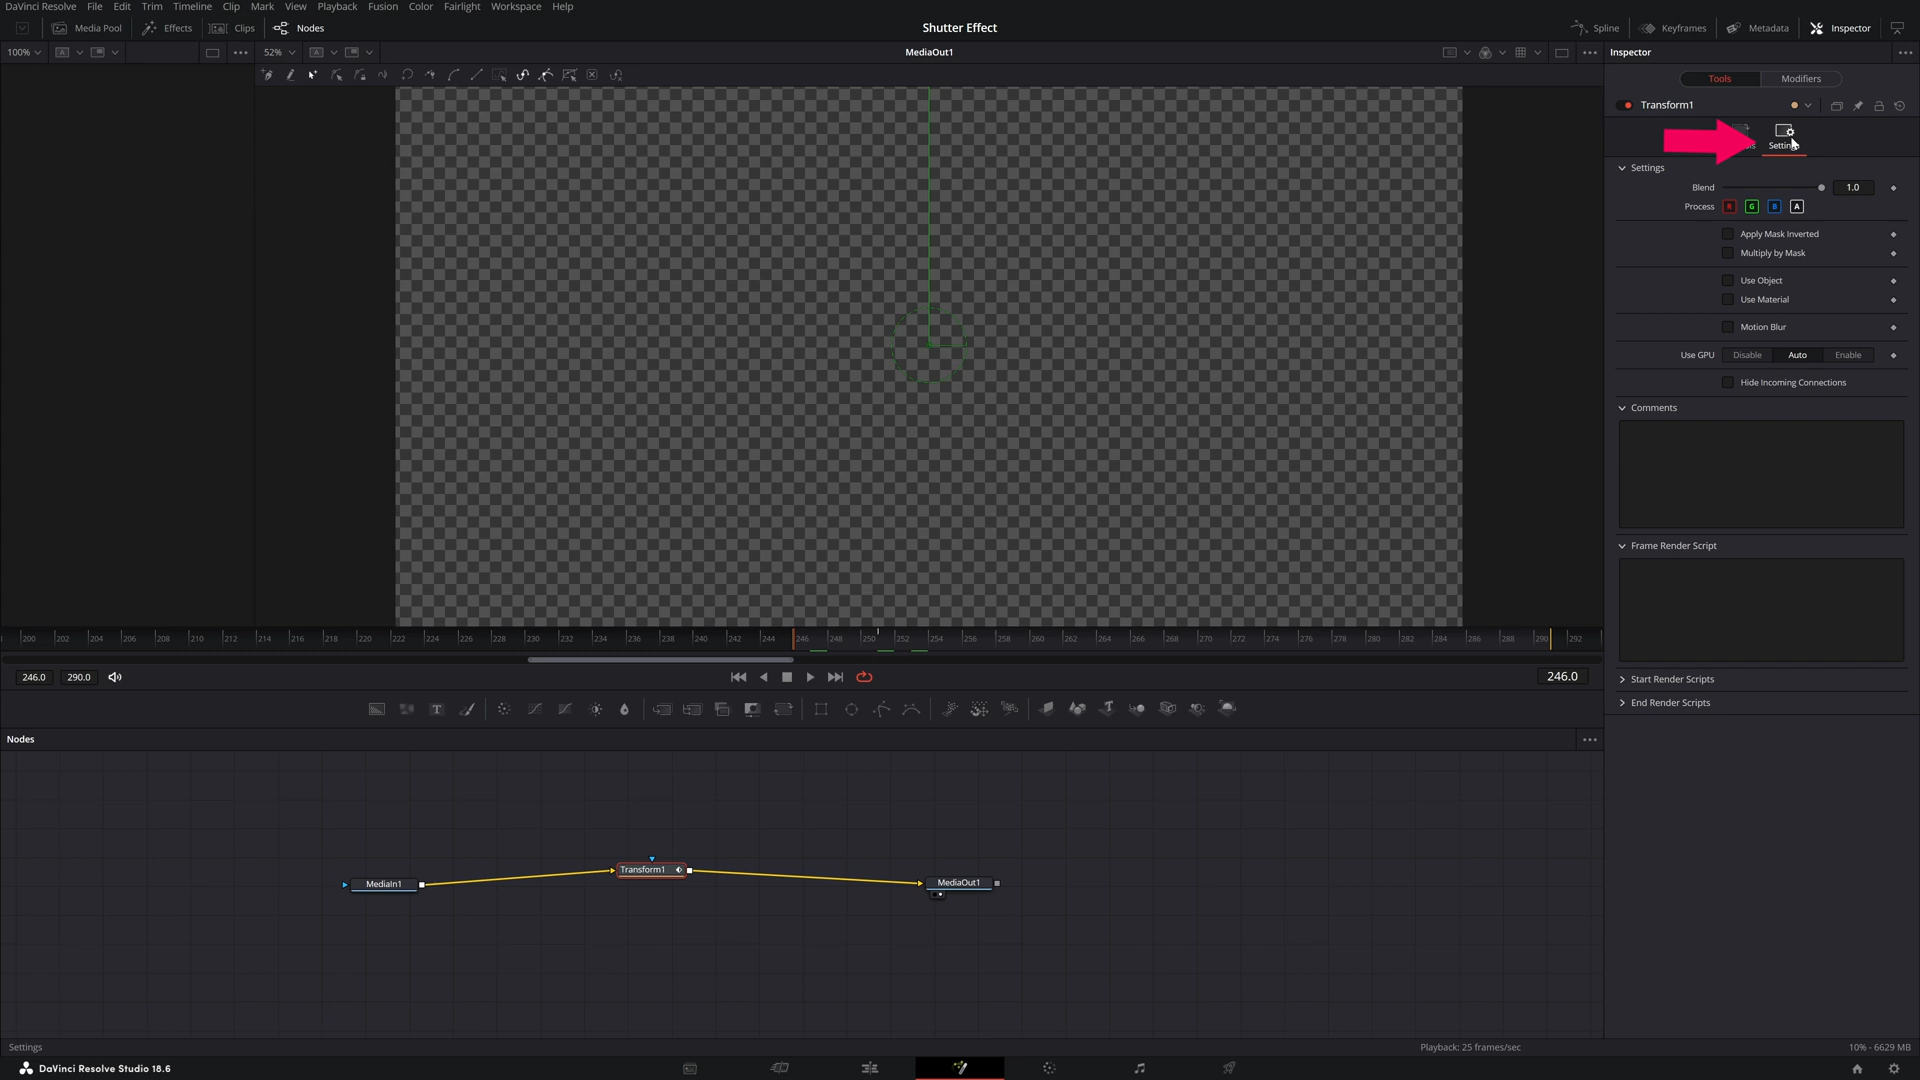 DaVinci Resolve File Edit Trim Timeline Clip Mark View Playback Fusion Color Fairlight Workspace Help
Media Pool Effects Clips Nodes Shutter Effect Spline Keyframes Metadata Inspector
100% 52% MediaOut1 Inspector
Tools Modifiers
Transform1
Settings
Blend 1.0
Process R G B A
Apply Mask Inverted
Multiply by Mask
Use Object
Use Material
Motion Blur
Use GPU Disable Auto Enable
Hide Incoming Connections
Comments
Frame Render Script
Start Render Scripts
End Render Scripts
200 202 204 206 208 210 212 214 216 218 220 222 224 226 228 230 232 234 236 238 240 242 244 246 248 250 252 254 256 258 260 262 264 266 268 270 272 274 276 278 280 282 284 286 288 290 292
246.0 290.0 246.0
Nodes
Transform1
MediaIn1 MediaOut1
Settings Playback: 25 frames/sec 10% - 6629 MB
DaVinci Resolve Studio 18.6